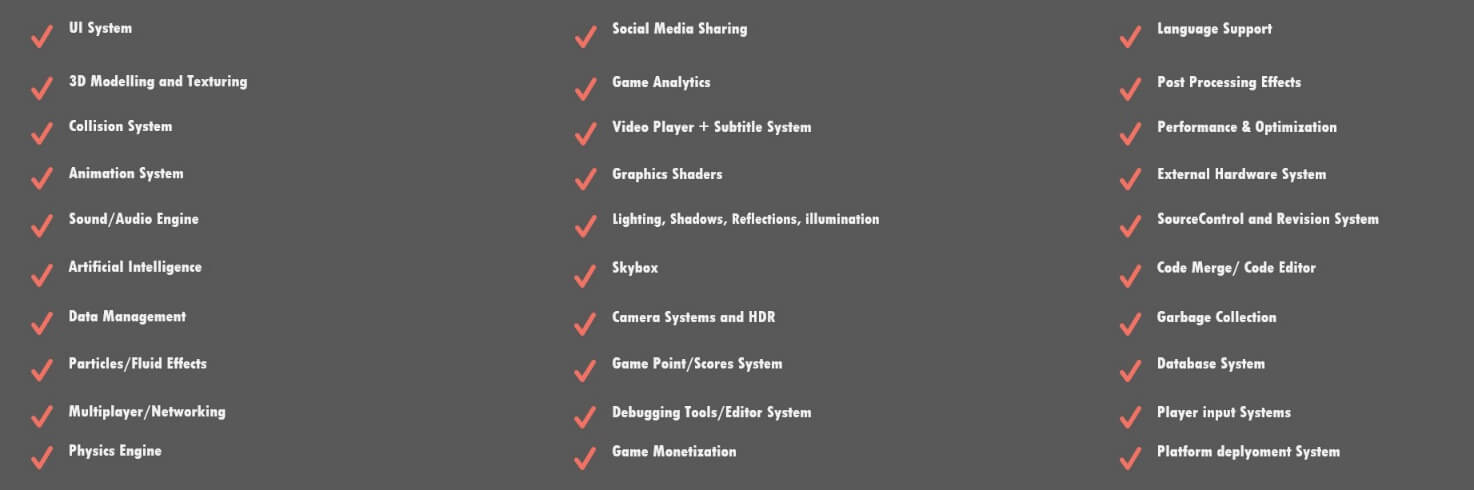 UI System
3D Modelling and Texturing
Collision System
Animation System
Sound/Audio Engine
Artificial Intelligence
Data Management
Particles/Fluid Effects
Multiplayer/Networking
Physics Engine
Social Media Sharing
Game Analytics
Video Player + Subtitle System
Graphics Shaders
Lighting, Shadows, Reflections, illumination
Skybox
Camera Systems and HDR
Game Point/Scores System
Debugging Tools/Editor System
Game Monetization
Language Support
Post Processing Effects
Performance & Optimization
External Hardware System
SourceControl and Revision System
Code Merge/ Code Editor
Garbage Collection
Database System
Player input Systems
Platform deplyoment System